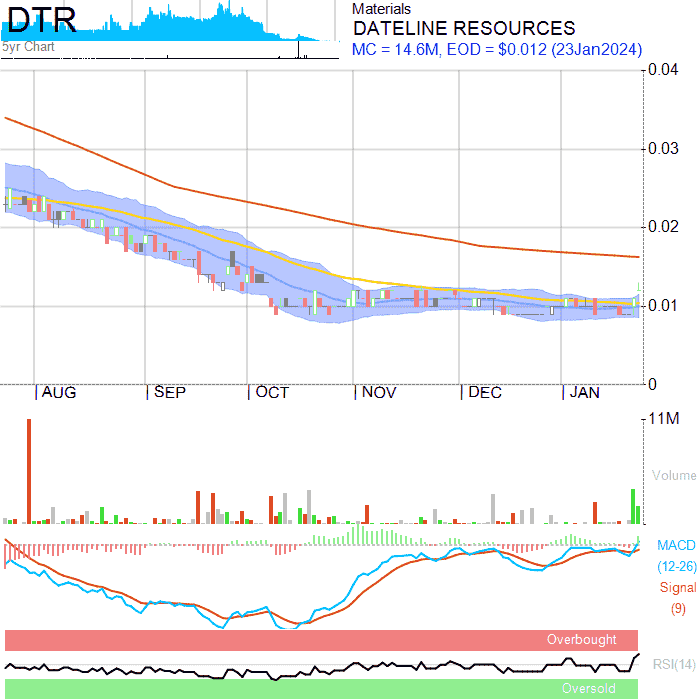 DTR
5yr Chart
Materials
DATELINE RESOURCES
MC = 14.6M, EOD = $0.012 (23Jan2024)
0.04
0.03
0.02
0.01
0
AUG SEP OCT NOV DEC JAN
11M
Volume
MACD
(12-26)
Signal
(9)
Overbought
RSI(14)
Oversold